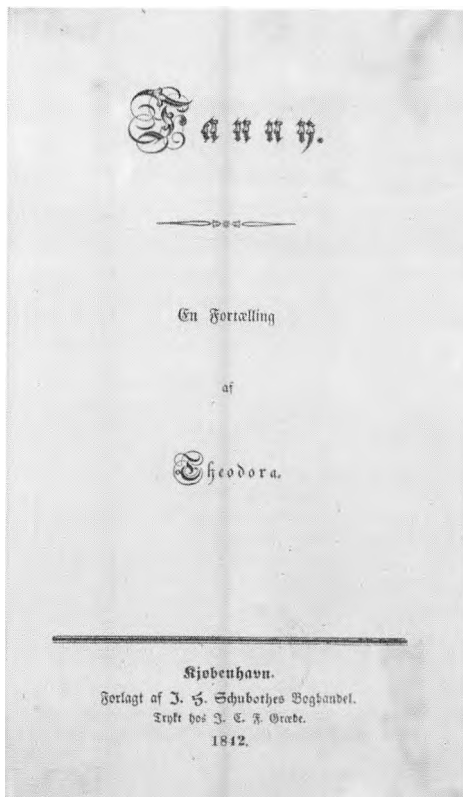 Fanny.
En Fortælling
af
Theodora.
Kjøbenhavn.
Forlagt af J. H. Schubothes Boghandel.
Trykt hos J. C. F. Græbe.
1842.